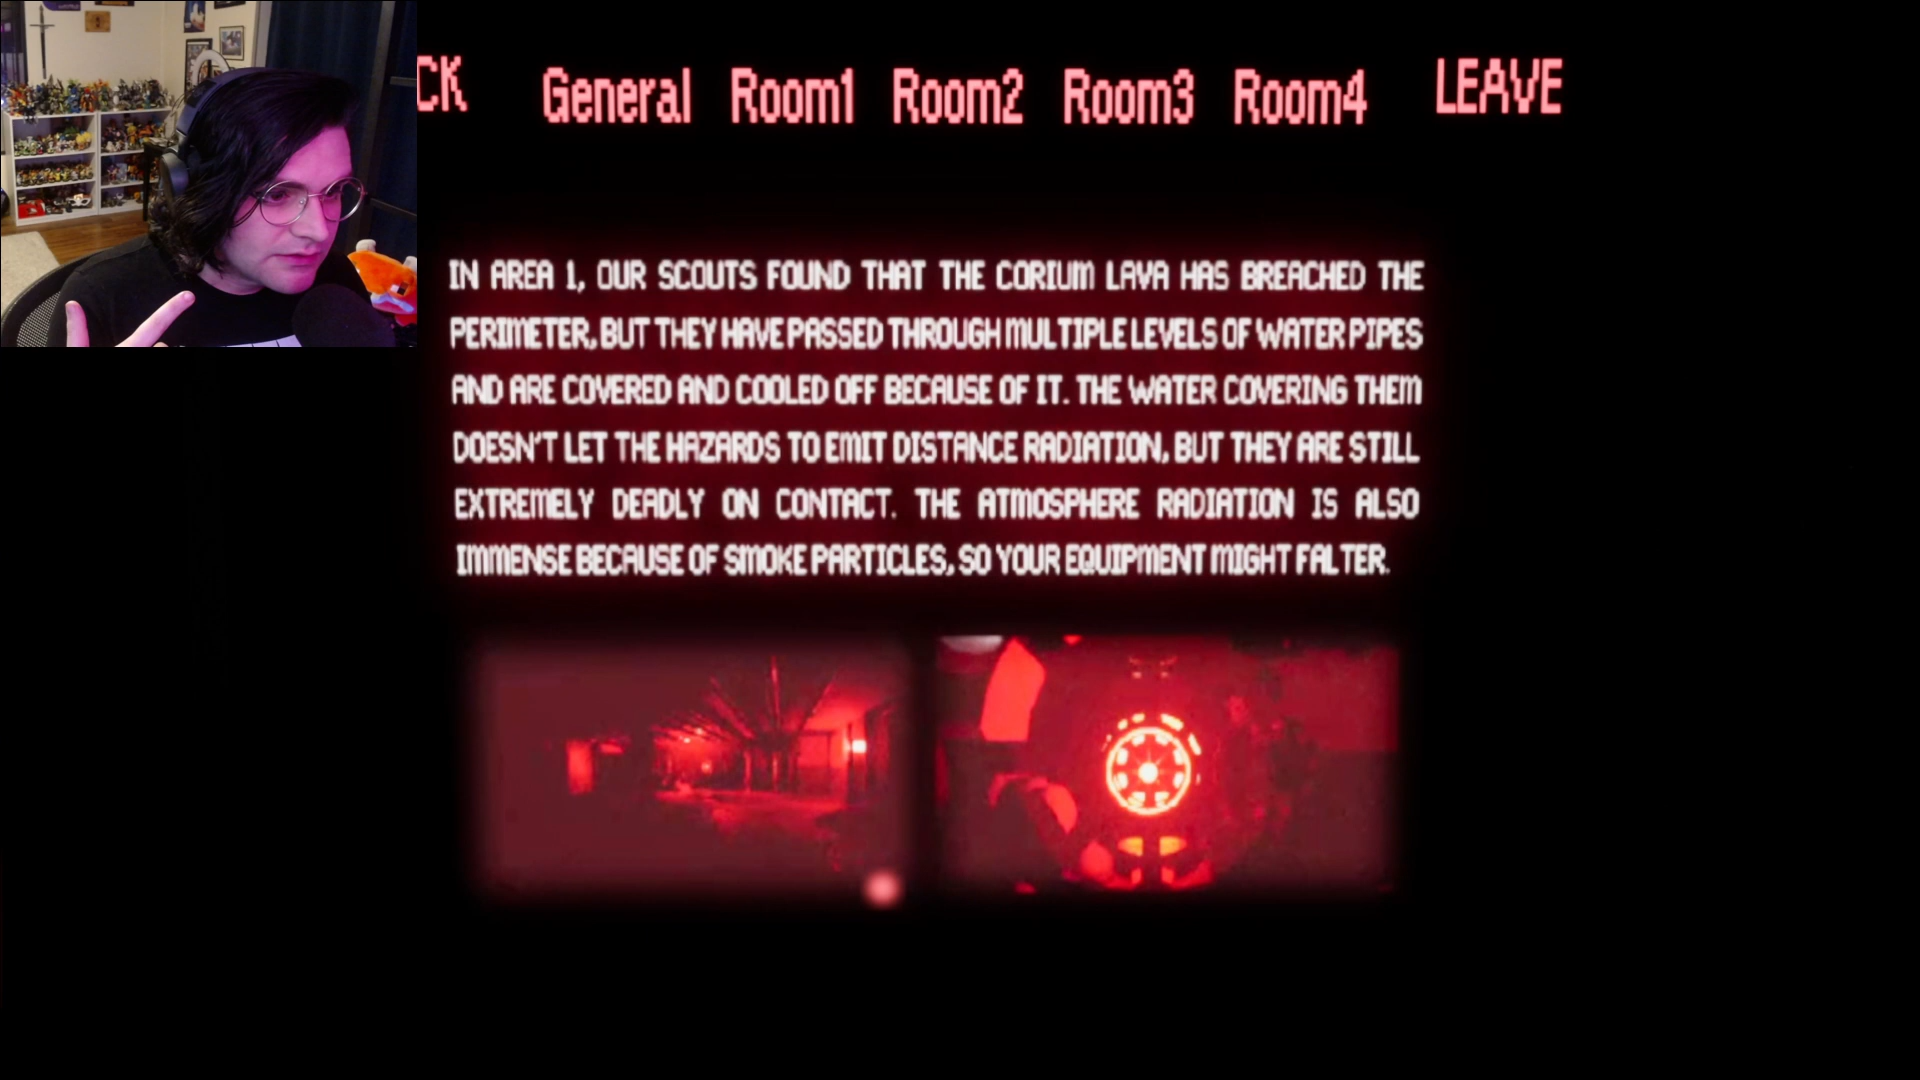 CK General Room1 Room2 Room3 Room4 LEAVE
IN AREA 1, OUR SCOUTS FOUND THAT THE CORIUM LAVA HAS BREACHED THE
PERIMETER, BUT THEY HAVE PASSED THROUGH MULTIPLE LEVELS OF WATER PIPES
AND ARE COVERED AND COOLED OFF BECAUSE OF IT. THE WATER COVERING THEM
DOESN'T LET THE HAZARDS TO EMIT DISTANCE RADIATION, BUT THEY ARE STILL
EXTREMELY DEADLY ON CONTACT. THE ATMOSPHERE RADIATION IS ALSO
IMMENSE BECAUSE OF SMOKE PARTICLES, SO YOUR EQUIPMENT MIGHT FALTER.